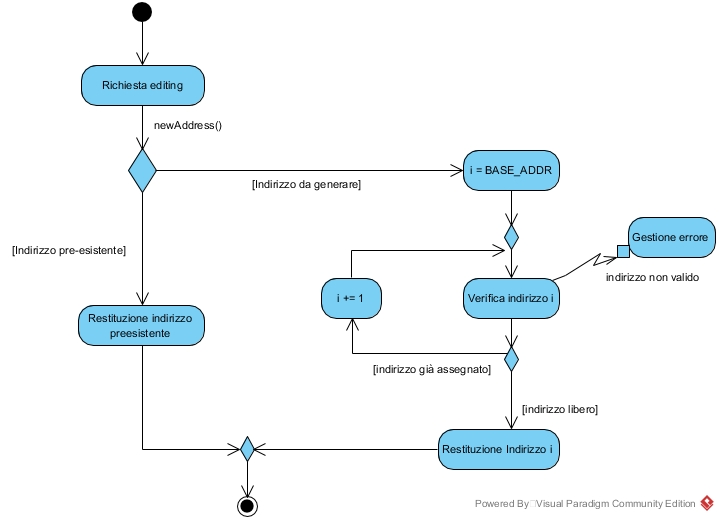 Richiesta editing
newAddress()
[Indirizzo da generare]
i = BASE_ADDR
[Indirizzo pre-esistente]
Gestione errore
indirizzo non valido
i += 1
Verifica indirizzo i
Restituzione indirizzo
preesistente
[indirizzo già assegnato]
[indirizzo libero]
Restituzione Indirizzo i
Powered By Visual Paradigm Community Edition